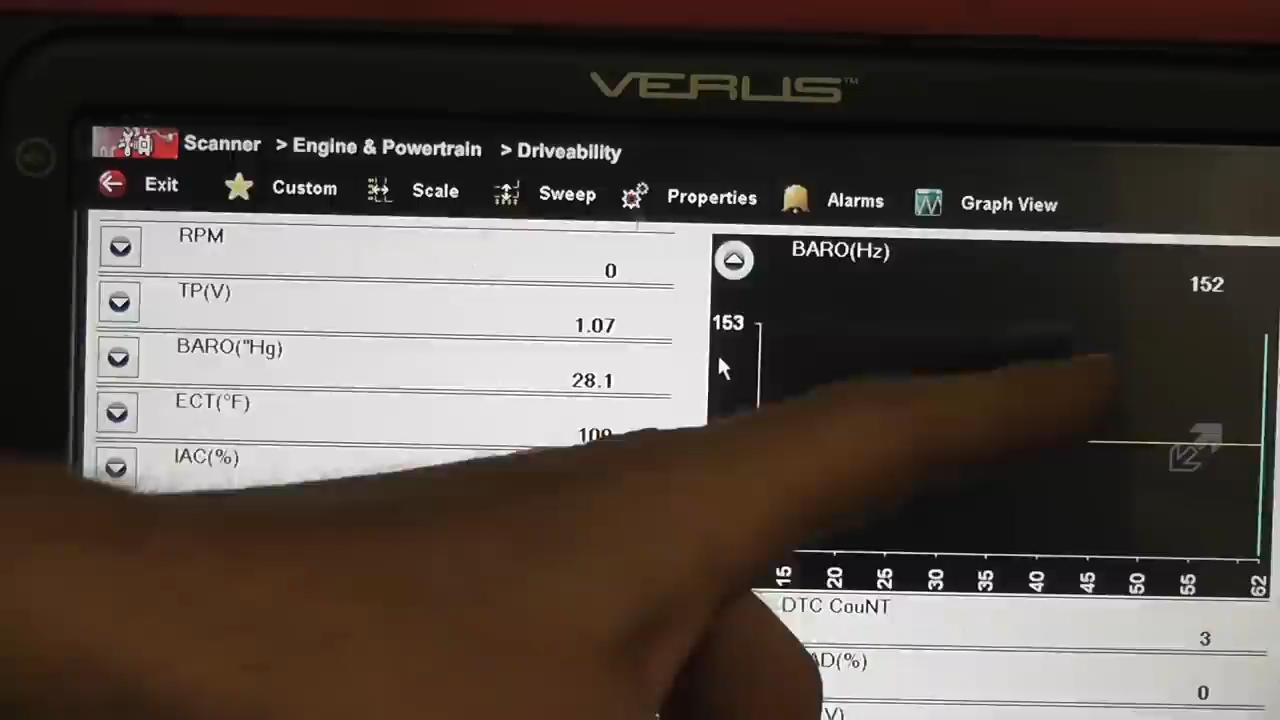 VERUS™
Scanner > Engine & Powertrain > Driveability
Exit Custom Scale Sweep Properties Alarms Graph View
RPM
0
TP(V)
1.07
BARO("Hg)
28.1
ECT(°F)
IAC(%)
BARO(Hz)
152
153
15 20 25 30 35 40 45 50 55 62
DTC CouNT
3
AD(%)
0
V)